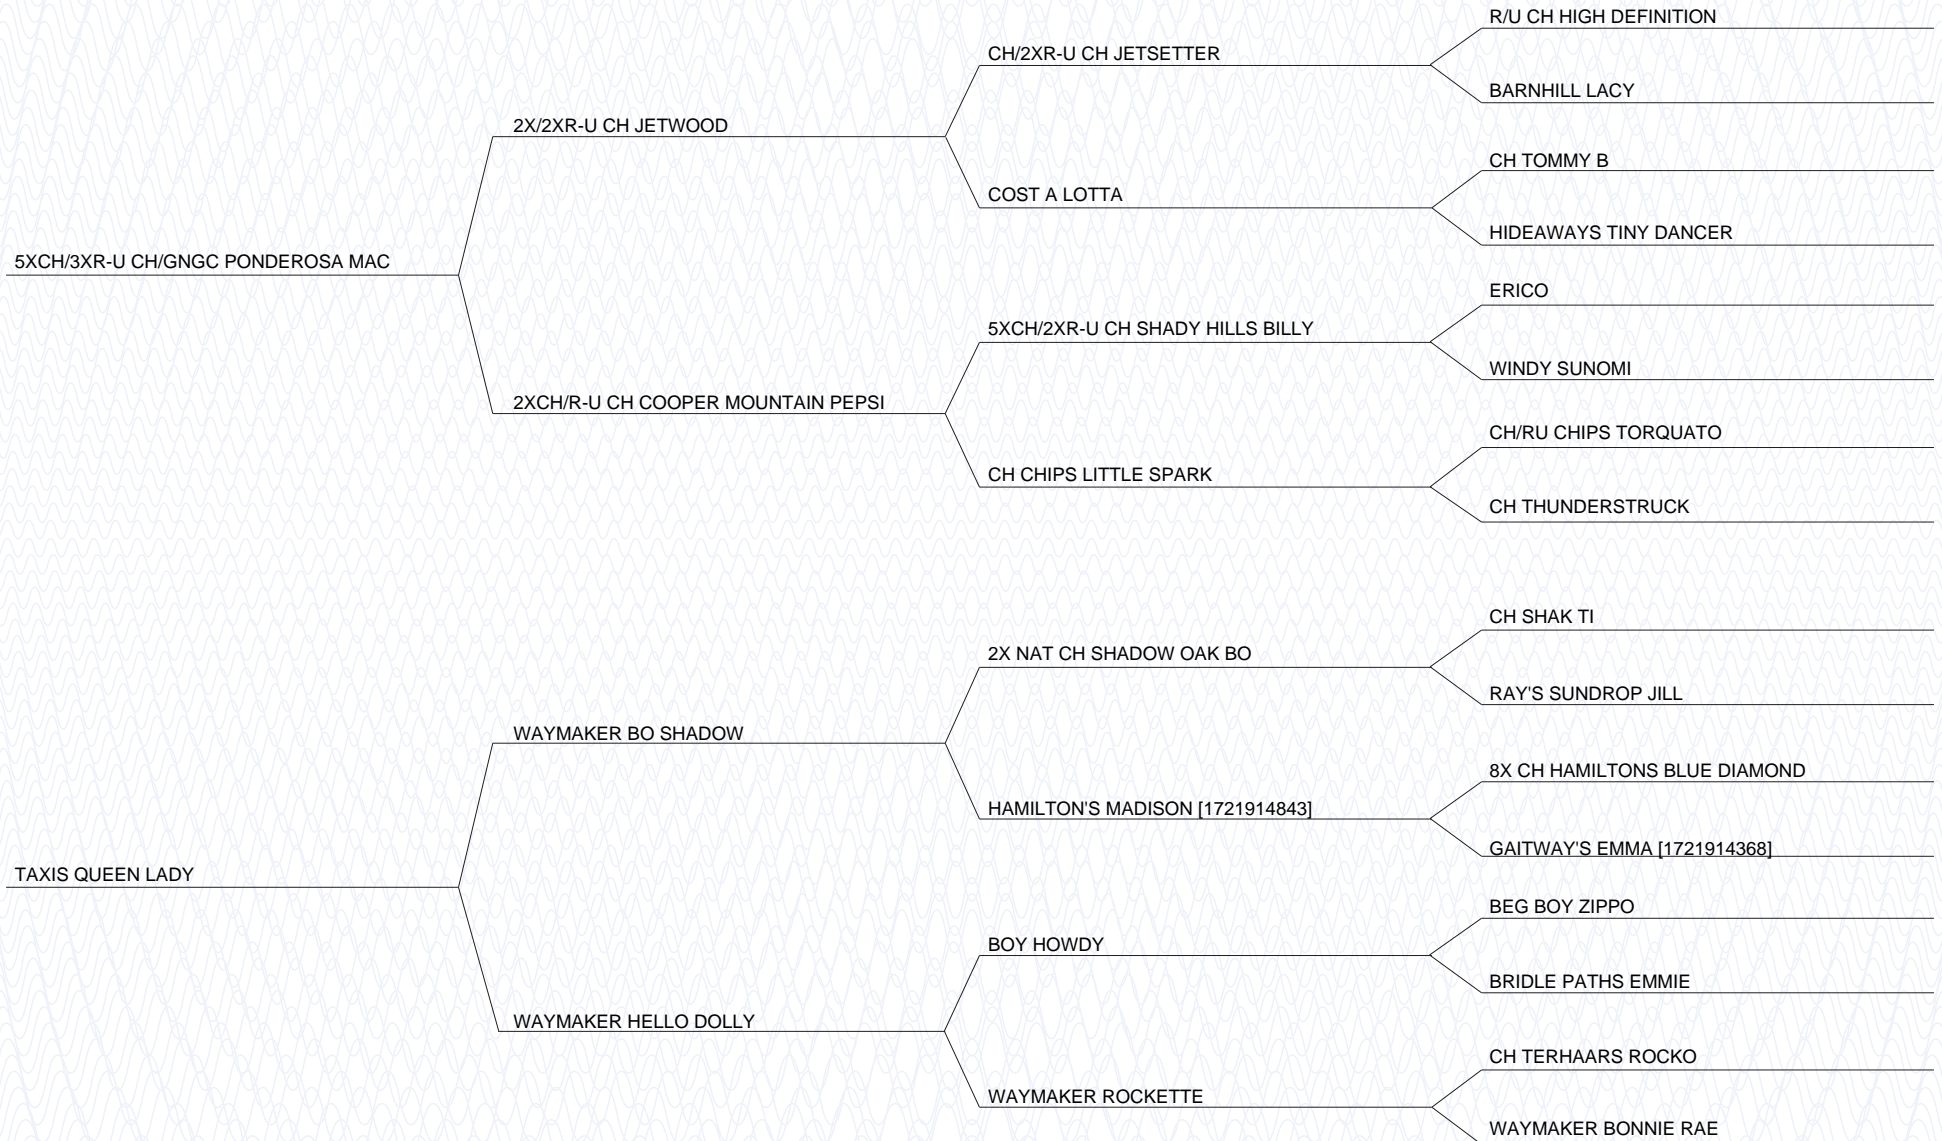 R/U CH HIGH DEFINITION
CH/2XR-U CH JETSETTER
BARNHILL LACY
2X/2XR-U CH JETWOOD
CH TOMMY B
COST A LOTTA
HIDEAWAYS TINY DANCER
5XCH/3XR-U CH/GNGC PONDEROSA MAC
ERICO
5XCH/2XR-U CH SHADY HILLS BILLY
WINDY SUNOMI
2XCH/R-U CH COOPER MOUNTAIN PEPSI
CH/RU CHIPS TORQUATO
CH CHIPS LITTLE SPARK
CH THUNDERSTRUCK
CH SHAK TI
2X NAT CH SHADOW OAK BO
RAY'S SUNDROP JILL
WAYMAKER BO SHADOW
8X CH HAMILTONS BLUE DIAMOND
HAMILTON'S MADISON [1721914843]
GAITWAY'S EMMA [1721914368]
TAXIS QUEEN LADY
BEG BOY ZIPPO
BOY HOWDY
BRIDLE PATHS EMMIE
WAYMAKER HELLO DOLLY
CH TERHAARS ROCKO
WAYMAKER ROCKETTE
WAYMAKER BONNIE RAE